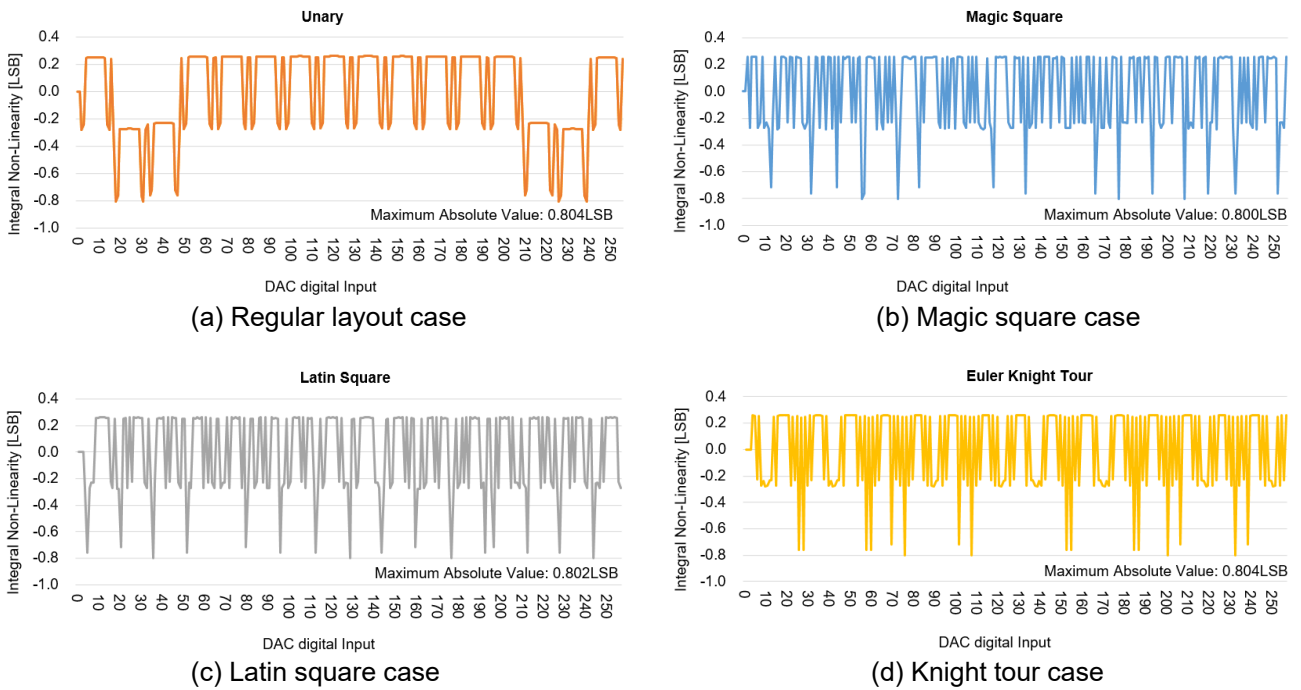 Unary
Integral Non-Linearity [LSB]
0.4
0.2
0.0
-0.2
-0.4
-0.6
-0.8
-1.0
Maximum Absolute Value: 0.804LSB
0 10 20 30 40 50 60 70 80 90 100 110 120 130 140 150 160 170 180 190 200 210 220 230 240 250
DAC digital Input
(a) Regular layout case
Magic Square
Integral Non-Linearity [LSB]
0.4
0.2
0.0
-0.2
-0.4
-0.6
-0.8
-1.0
Maximum Absolute Value: 0.800LSB
0 10 20 30 40 50 60 70 80 90 100 110 120 130 140 150 160 170 180 190 200 210 220 230 240 250
DAC digital Input
(b) Magic square case
Latin Square
Integral Non-Linearity [LSB]
0.4
0.2
0.0
-0.2
-0.4
-0.6
-0.8
-1.0
Maximum Absolute Value: 0.802LSB
0 10 20 30 40 50 60 70 80 90 100 110 120 130 140 150 160 170 180 190 200 210 220 230 240 250
DAC digital Input
(c) Latin square case
Euler Knight Tour
Integral Non-Linearity [LSB]
0.4
0.2
0.0
-0.2
-0.4
-0.6
-0.8
-1.0
Maximum Absolute Value: 0.804LSB
0 10 20 30 40 50 60 70 80 90 100 110 120 130 140 150 160 170 180 190 200 210 220 230 240 250
DAC digital Input
(d) Knight tour case